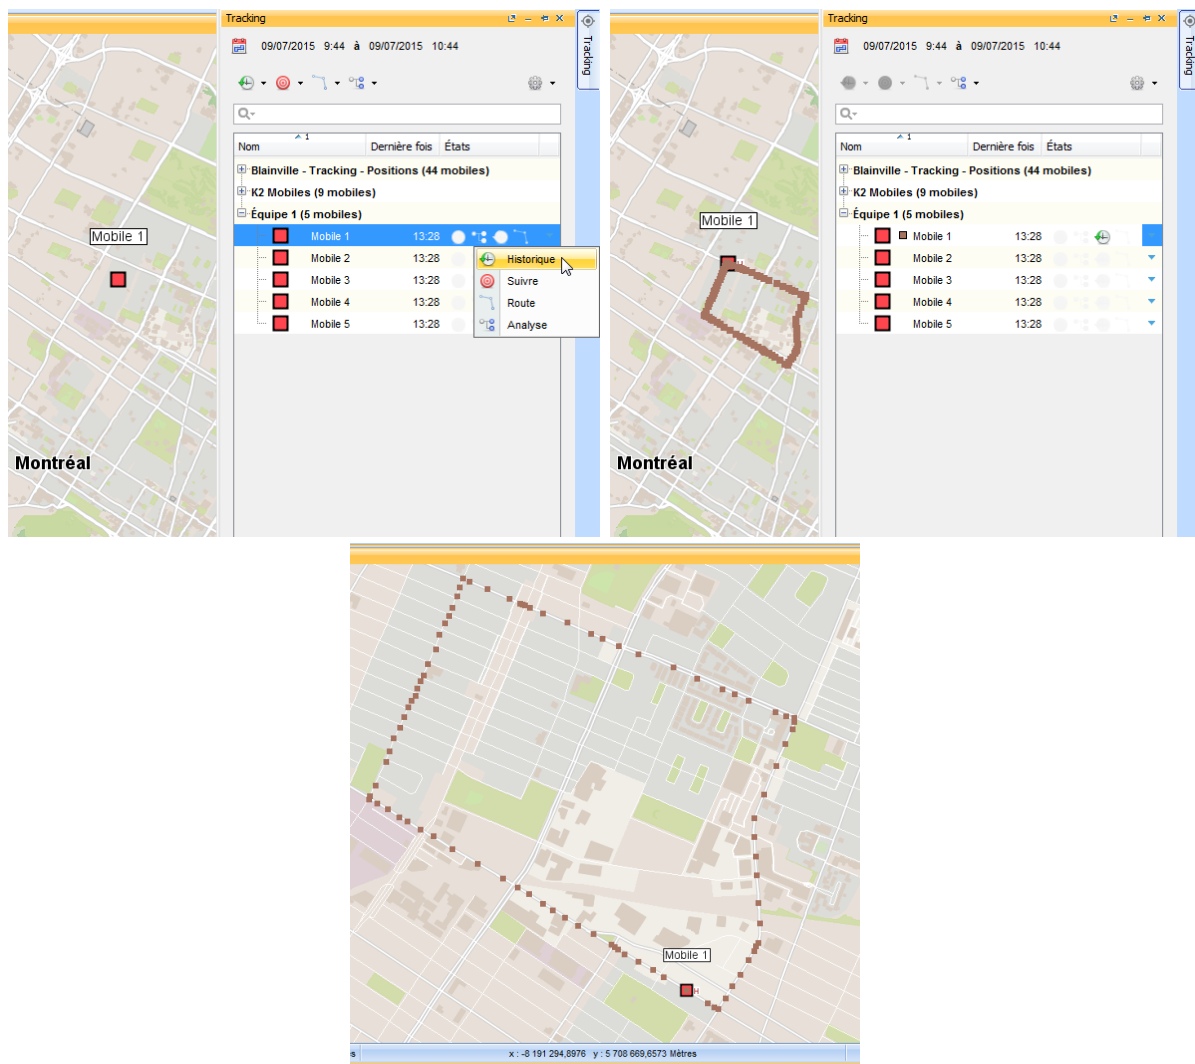 Tracking
09/07/2015 9:44 à 09/07/2015 10:44
Tracking
1
Nom Dernière fois États
Blainville - Tracking - Positions (44 mobiles)
K2 Mobiles (9 mobiles)
Équipe 1 (5 mobiles)
Mobile 1 13:28
Mobile 2 13:28
Mobile 3 13:28
Mobile 4 13:28
Mobile 5 13:28
Historique
Suivre
Route
Analyse
Mobile 1
Montréal
Tracking
09/07/2015 9:44 à 09/07/2015 10:44
Tracking
1
Nom Dernière fois États
Blainville - Tracking - Positions (44 mobiles)
K2 Mobiles (9 mobiles)
Équipe 1 (5 mobiles)
Mobile 1 13:28
Mobile 2 13:28
Mobile 3 13:28
Mobile 4 13:28
Mobile 5 13:28
Mobile 1
Montréal
Mobile 1
H
x : -8 191 294,8976 y : 5 708 669,6573 Mètres